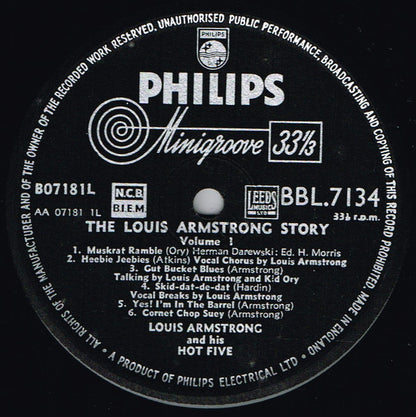 ALL RIGHTS OF THE MANUFACTURER AND OF THE OWNER OF THE RECORDED WORK RESERVED. UNAUTHORISED PUBLIC PERFORMANCE, BROADCASTING AND COPYING OF THIS RECORD PROHIBITED. MADE IN ENGLAND
PHILIPS
PHILIPS
Minigroove 33⅓
B07181L
N.C.B.
B.I.E.M.
LEEDS
MUSIC
LTD
BBL.7134
AA 07181 1L
33⅓ r.p.m.
THE LOUIS ARMSTRONG STORY
Volume 1
1. Muskrat Ramble (Ory) Herman Darewski: Ed. H. Morris
2. Heebie Jeebies (Atkins) Vocal Chorus by Louis Armstrong
3. Gut Bucket Blues (Armstrong)
Talking by Louis Armstrong and Kid Ory
4. Skid-dat-de-dat (Hardin)
Vocal Breaks by Louis Armstrong
5. Yes! I'm In The Barrel (Armstrong)
6. Cornet Chop Suey (Armstrong)
LOUIS ARMSTRONG
and his
HOT FIVE
A PRODUCT OF PHILIPS ELECTRICAL LTD